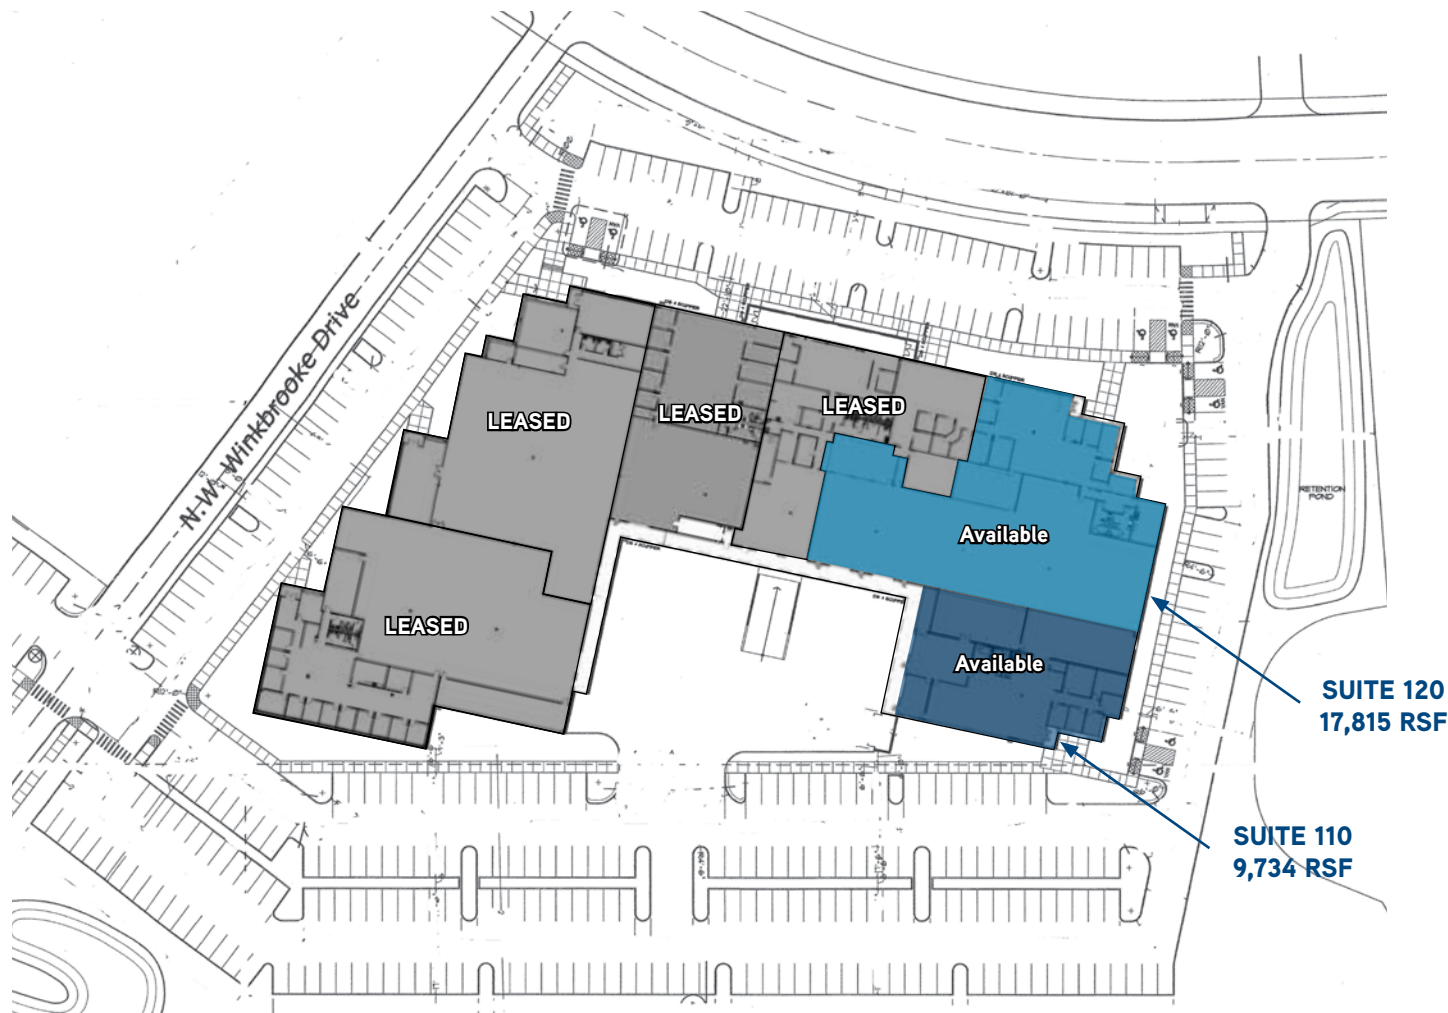 N.W. Winkbrooke Drive
LEASED
LEASED
LEASED
LEASED
Available
Available
RETENTION
POND
SUITE 120
17,815 RSF
SUITE 110
9,734 RSF